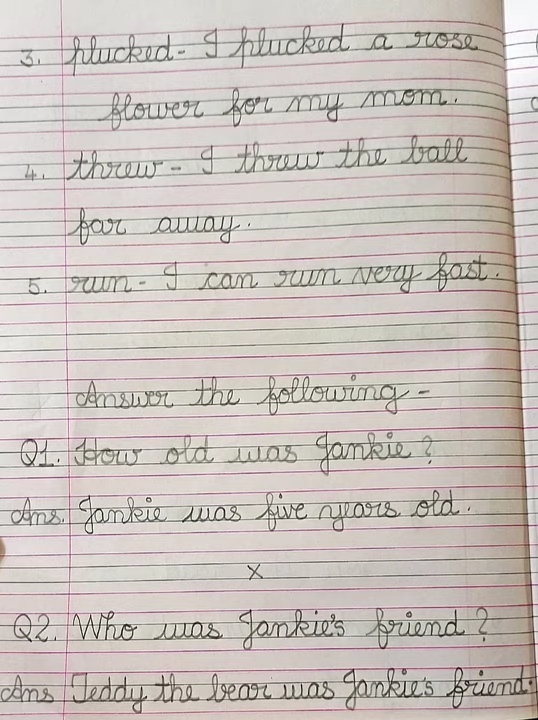 3. plucked - I plucked a rose
flower for my mom.
4. threw - I threw the ball
far away.
5. run - I can run very fast.
Answer the following -
Q1. How old was Jankie?
Ans. Jankie was five years old.
x
Q2. Who was Jankie's friend?
Ans Teddy the bear was Jankie's friend.